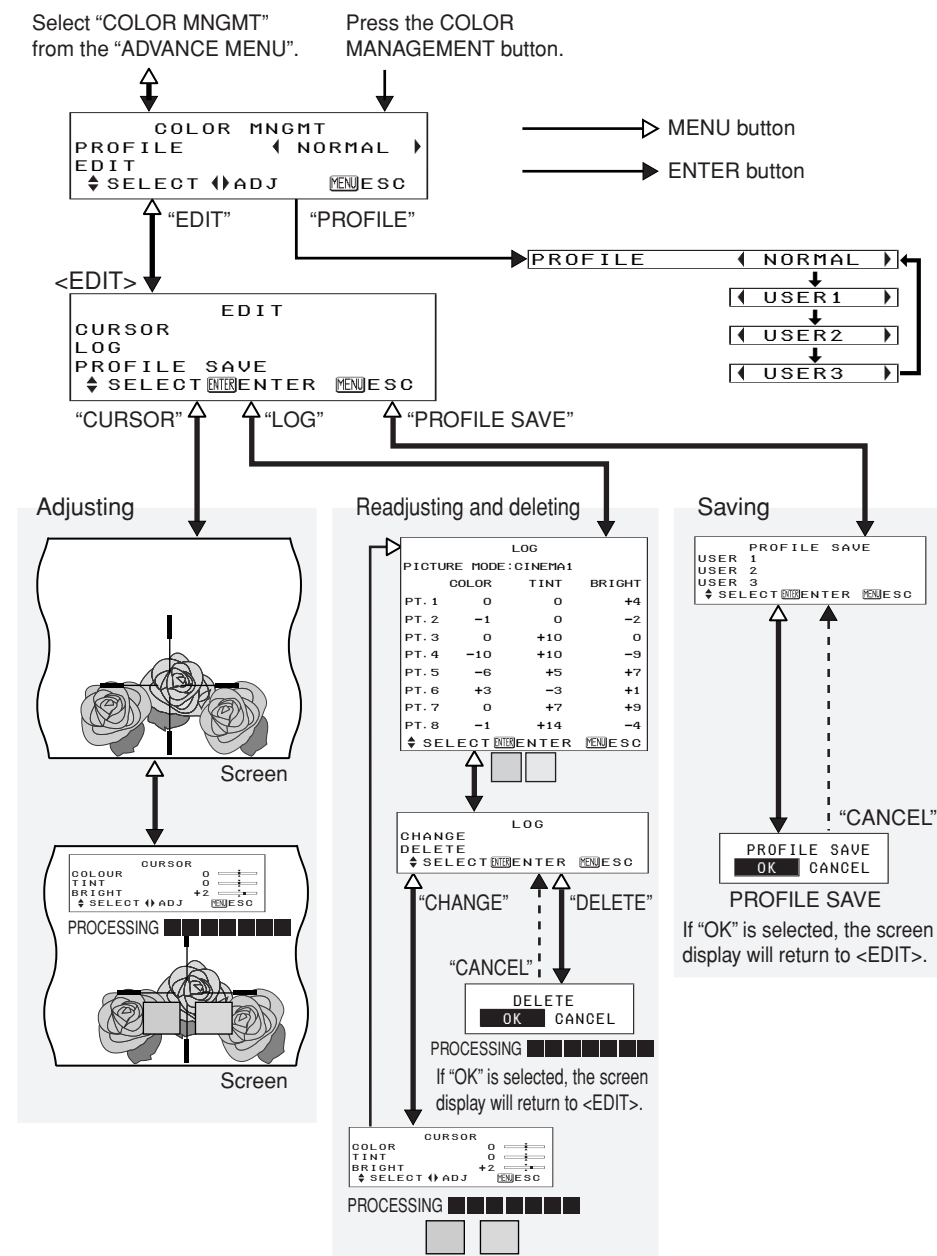 Select “COLOR MNGMT”
from the “ADVANCE MENU”.
Press the COLOR
MANAGEMENT button.
COLOR MNGMT
PROFILE NORMAL
EDIT
SELECT ADJ MENU ESC
MENU button
ENTER button
“EDIT”
“PROFILE”
PROFILE NORMAL
USER1
USER2
USER3
<EDIT>
EDIT
CURSOR
LOG
PROFILE SAVE
SELECT ENTER ENTER MENU ESC
“CURSOR”
“LOG”
“PROFILE SAVE”
Adjusting
Screen
CURSOR
COLOUR 0
TINT 0
BRIGHT +2
SELECT ADJ MENU ESC
PROCESSING
Screen
Readjusting and deleting
LOG
PICTURE MODE:CINEMA1
COLOR TINT BRIGHT
PT.1 0 0 +4
PT.2 −1 0 −2
PT.3 0 +10 0
PT.4 −10 +10 −9
PT.5 −6 +5 +7
PT.6 +3 −3 +1
PT.7 0 +7 +9
PT.8 −1 +14 −4
SELECT ENTER ENTER MENU ESC
LOG
CHANGE
DELETE
SELECT ENTER ENTER MENU ESC
“CHANGE”
“DELETE”
“CANCEL”
DELETE
OK CANCEL
PROCESSING
If “OK” is selected, the screen
display will return to <EDIT>.
CURSOR
COLOR 0
TINT 0
BRIGHT +2
SELECT ADJ MENU ESC
PROCESSING
Saving
PROFILE SAVE
USER 1
USER 2
USER 3
SELECT ENTER ENTER MENU ESC
“CANCEL”
PROFILE SAVE
OK CANCEL
PROFILE SAVE
If “OK” is selected, the screen
display will return to <EDIT>.